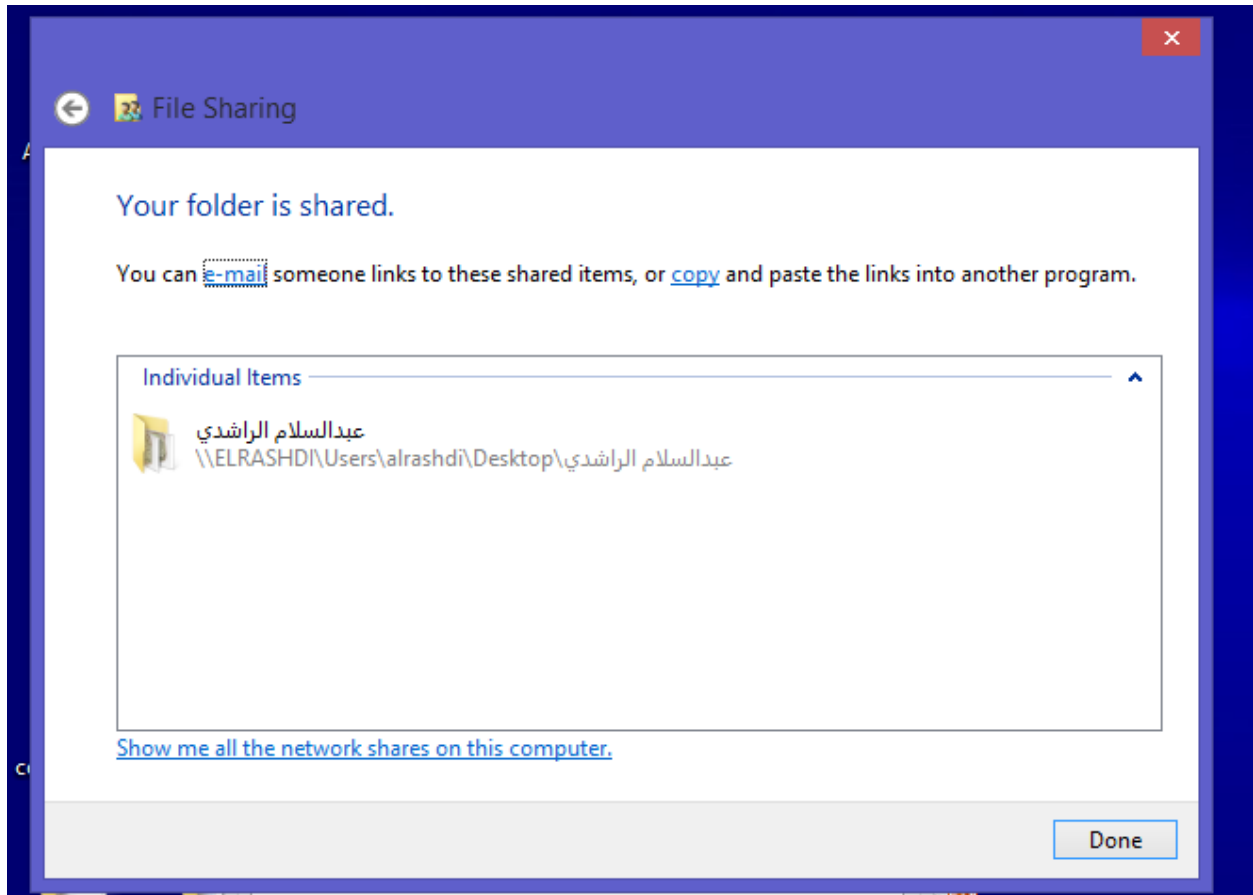 File Sharing
Your folder is shared.
You can e-mail someone links to these shared items, or copy and paste the links into another program.
Individual Items
عبدالسلام الراشدي
\\ELRASHDI\Users\alrashdi\Desktop\عبدالسلام الراشدي
Show me all the network shares on this computer.
Done